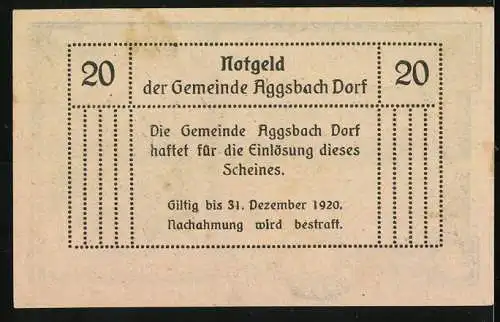 20 Notgeld 20
der Gemeinde Aggsbach Dorf
Die Gemeinde Aggsbach Dorf
haftet für die Einlösung dieses
Scheines.
Giltig bis 31. Dezember 1920.
Nachahmung wird bestraft.